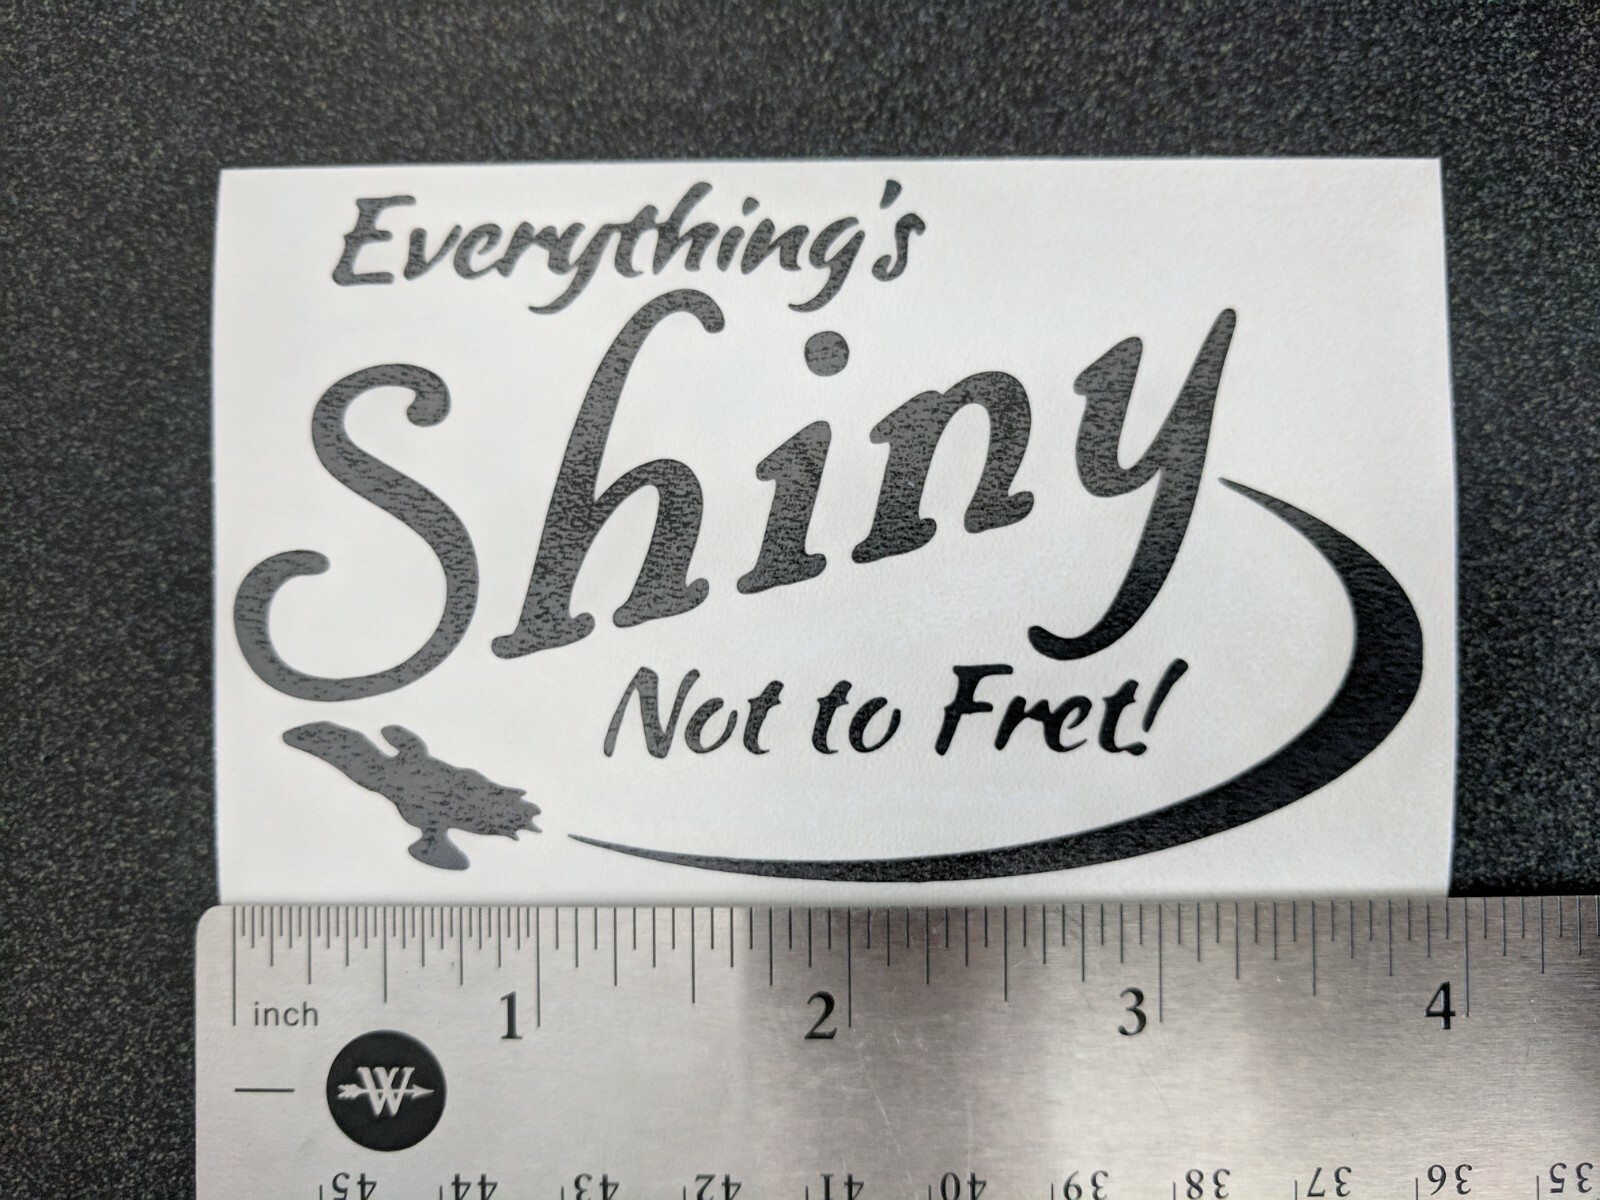 Everything's
Shiny
Not to Fret!
inch
1 2 3 4
W
45 44 43 42 41 40 39 38 37 36 35